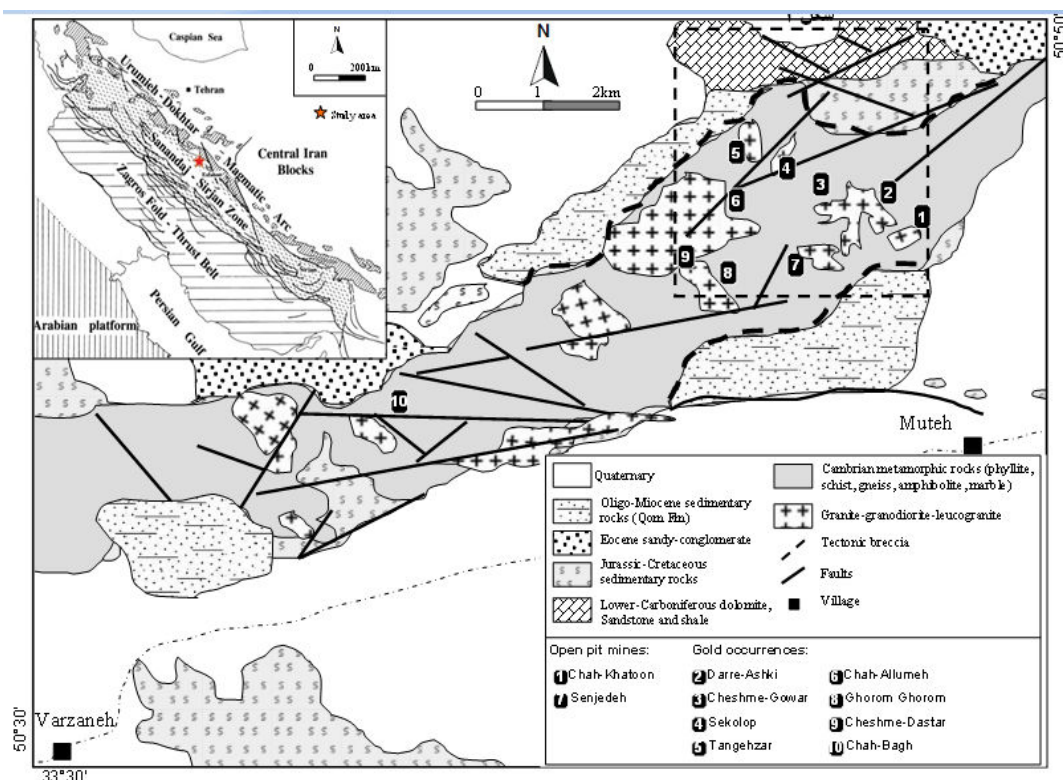 Caspian Sea
N
0 200km
Study area
Tehran
Urumieh-Dokhtar Magmatic Arc
Sanandaj-Sirjan Zone
Zagros Fold Thrust Belt
Central Iran
Blocks
Persian Gulf
Arabian platform
N
0 1 2km
50°50'
5
4
3
2
1
6
9
8
7
10
Muteh
Varzaneh
50°30'
33°30'
Quaternary
Oligo-Miocene sedimentary
rocks (Qom Fm)
Eocene sandy-conglomerate
Jurassic-Cretaceous
sedimentary rocks
Lower-Carboniferous dolomite,
Sandstone and shale
Cambrian metamorphic rocks (phyllite,
schist, gneiss, amphibolite, marble)
Granite-granodiorite-leucogranite
Tectonic breccia
Faults
Village
Open pit mines:
1 Chah-Khatoon
7 Senjedeh
Gold occurrences:
2 Darre-Ashki
3 Cheshme-Gowar
4 Sekolop
5 Tangehzar
6 Chah-Allumeh
8 Ghorom Ghorom
9 Cheshme-Dastar
10 Chah-Bagh